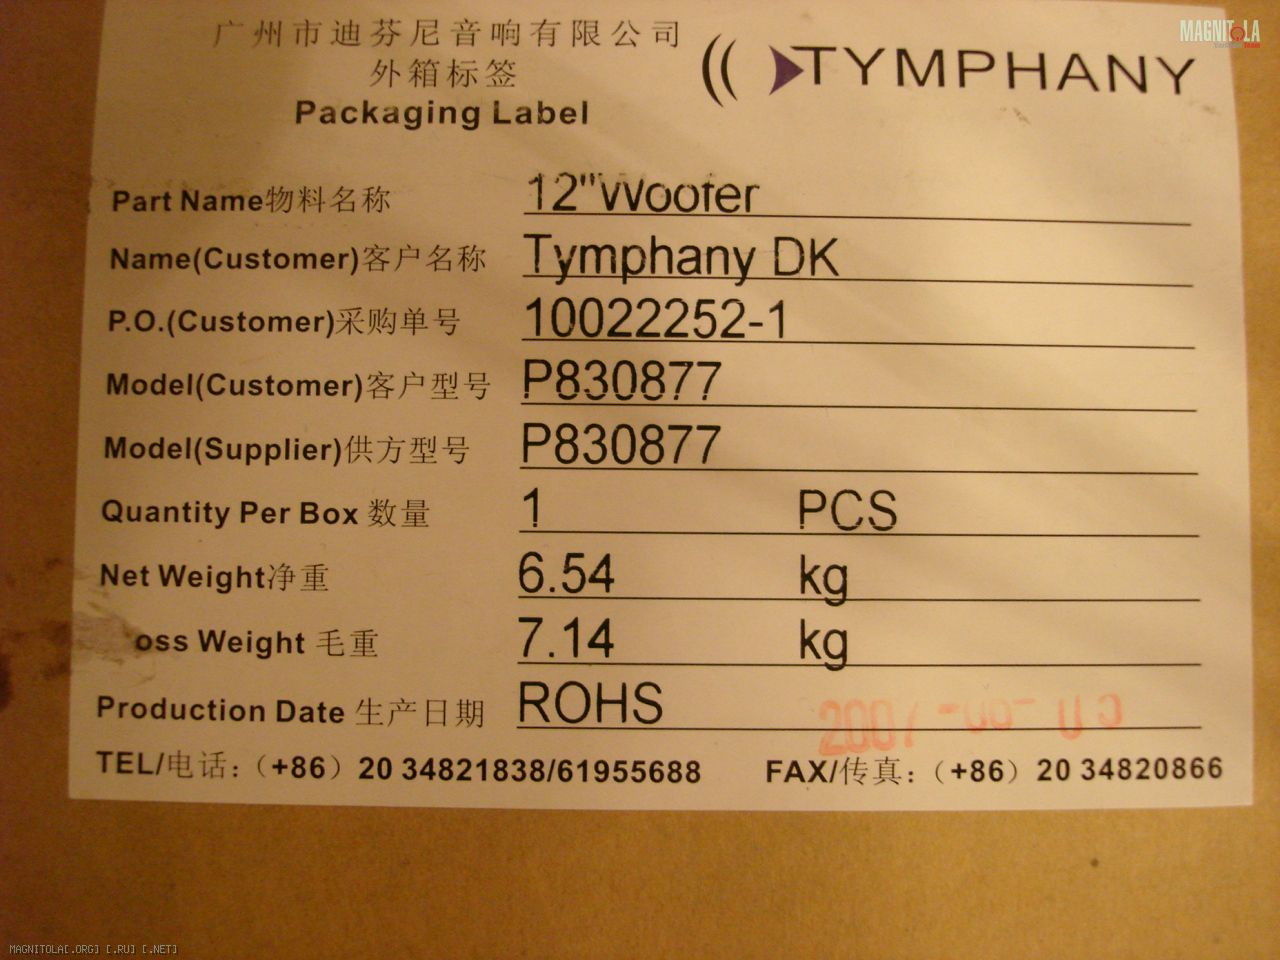 广州市迪芬尼音响有限公司
外箱标签
Packaging Label
TYMPHANY
MAGNITOLA
Part Name物料名称 12"Woofer
Name(Customer)客户名称 Tymphany DK
P.O.(Customer)采购单号 10022252-1
Model(Customer)客户型号 P830877
Model(Supplier)供方型号 P830877
Quantity Per Box 数量 1 PCS
Net Weight净重 6.54 kg
oss Weight 毛重 7.14 kg
Production Date 生产日期 ROHS
TEL/电话:（+86）20 34821838/61955688 FAX/传真:（+86）20 34820866
MAGNITOLA[.ORG] [.RU] [.NET]